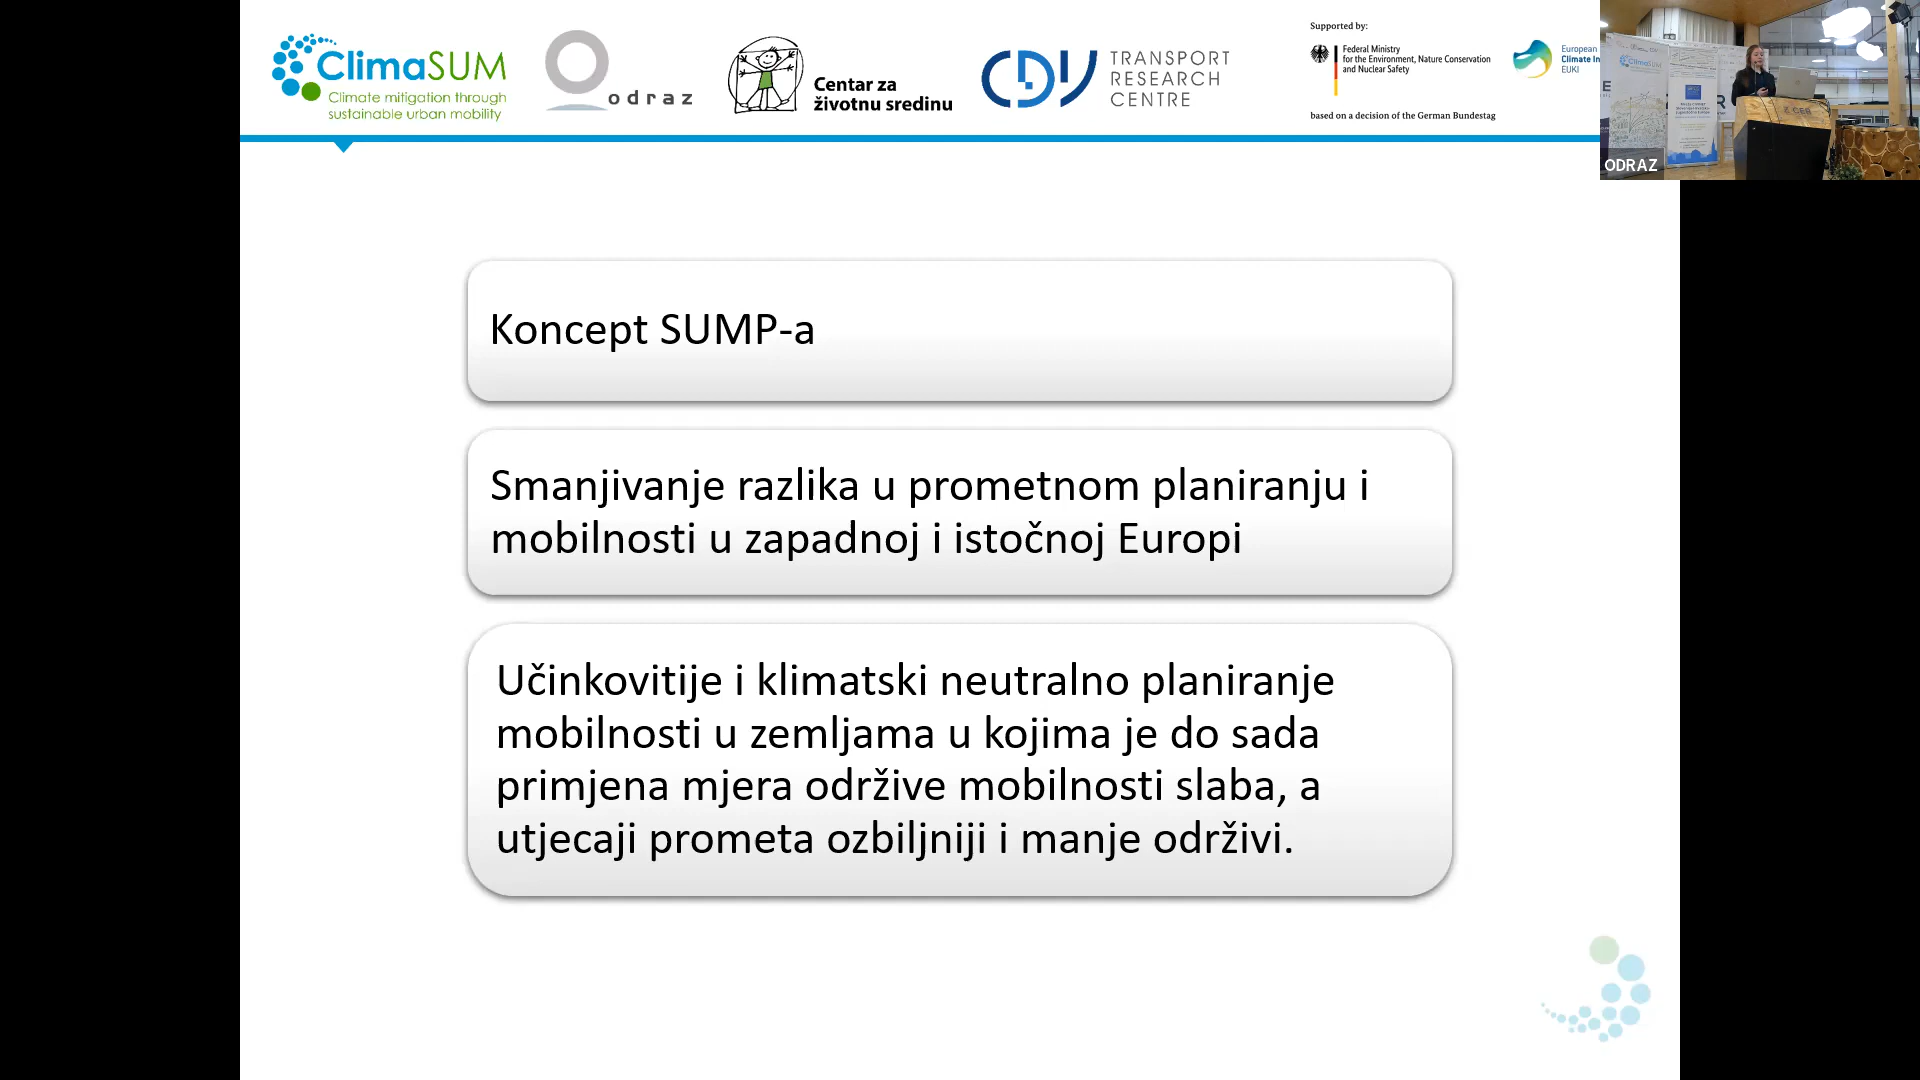 ClimaSUM
Climate mitigation through
sustainable urban mobility
odraz
Centar za
životnu sredinu
CDV
TRANSPORT
RESEARCH
CENTRE
Supported by:
Federal Ministry
for the Environment, Nature Conservation
and Nuclear Safety
based on a decision of the German Bundestag
European
Climate In
EUKI
ODRAZ
Koncept SUMP-a
Smanjivanje razlika u prometnom planiranju i
mobilnosti u zapadnoj i istočnoj Europi
Učinkovitije i klimatski neutralno planiranje
mobilnosti u zemljama u kojima je do sada
primjena mjera održive mobilnosti slaba, a
utjecaji prometa ozbiljniji i manje održivi.